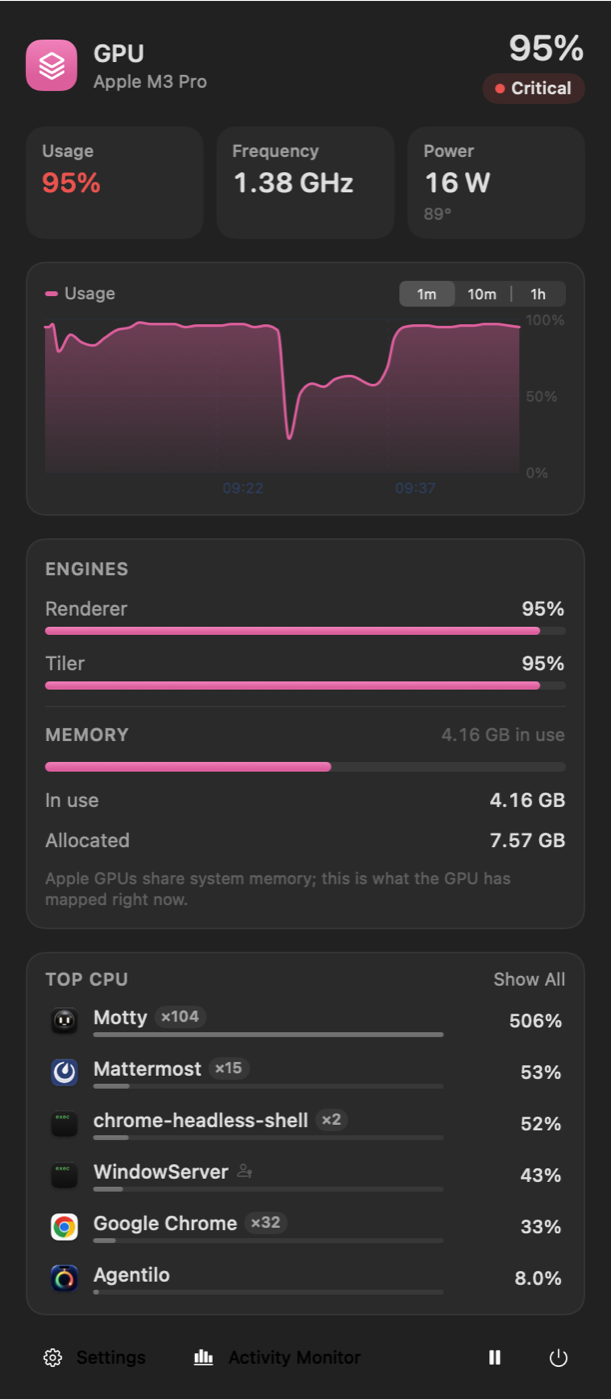 GPU
Apple M3 Pro
95%
Critical
Usage
95%
Frequency
1.38 GHz
Power
16 W
89°
Usage
1m
10m
1h
100%
50%
0%
09:22
09:37
ENGINES
Renderer 95%
Tiler 95%
MEMORY 4.16 GB in use
In use 4.16 GB
Allocated 7.57 GB
Apple GPUs share system memory; this is what the GPU has
mapped right now.
TOP CPU Show All
Motty ×104 506%
Mattermost ×15 53%
exec
chrome-headless-shell ×2 52%
exec
WindowServer 43%
Google Chrome ×32 33%
Agentilo 8.0%
Settings Activity Monitor